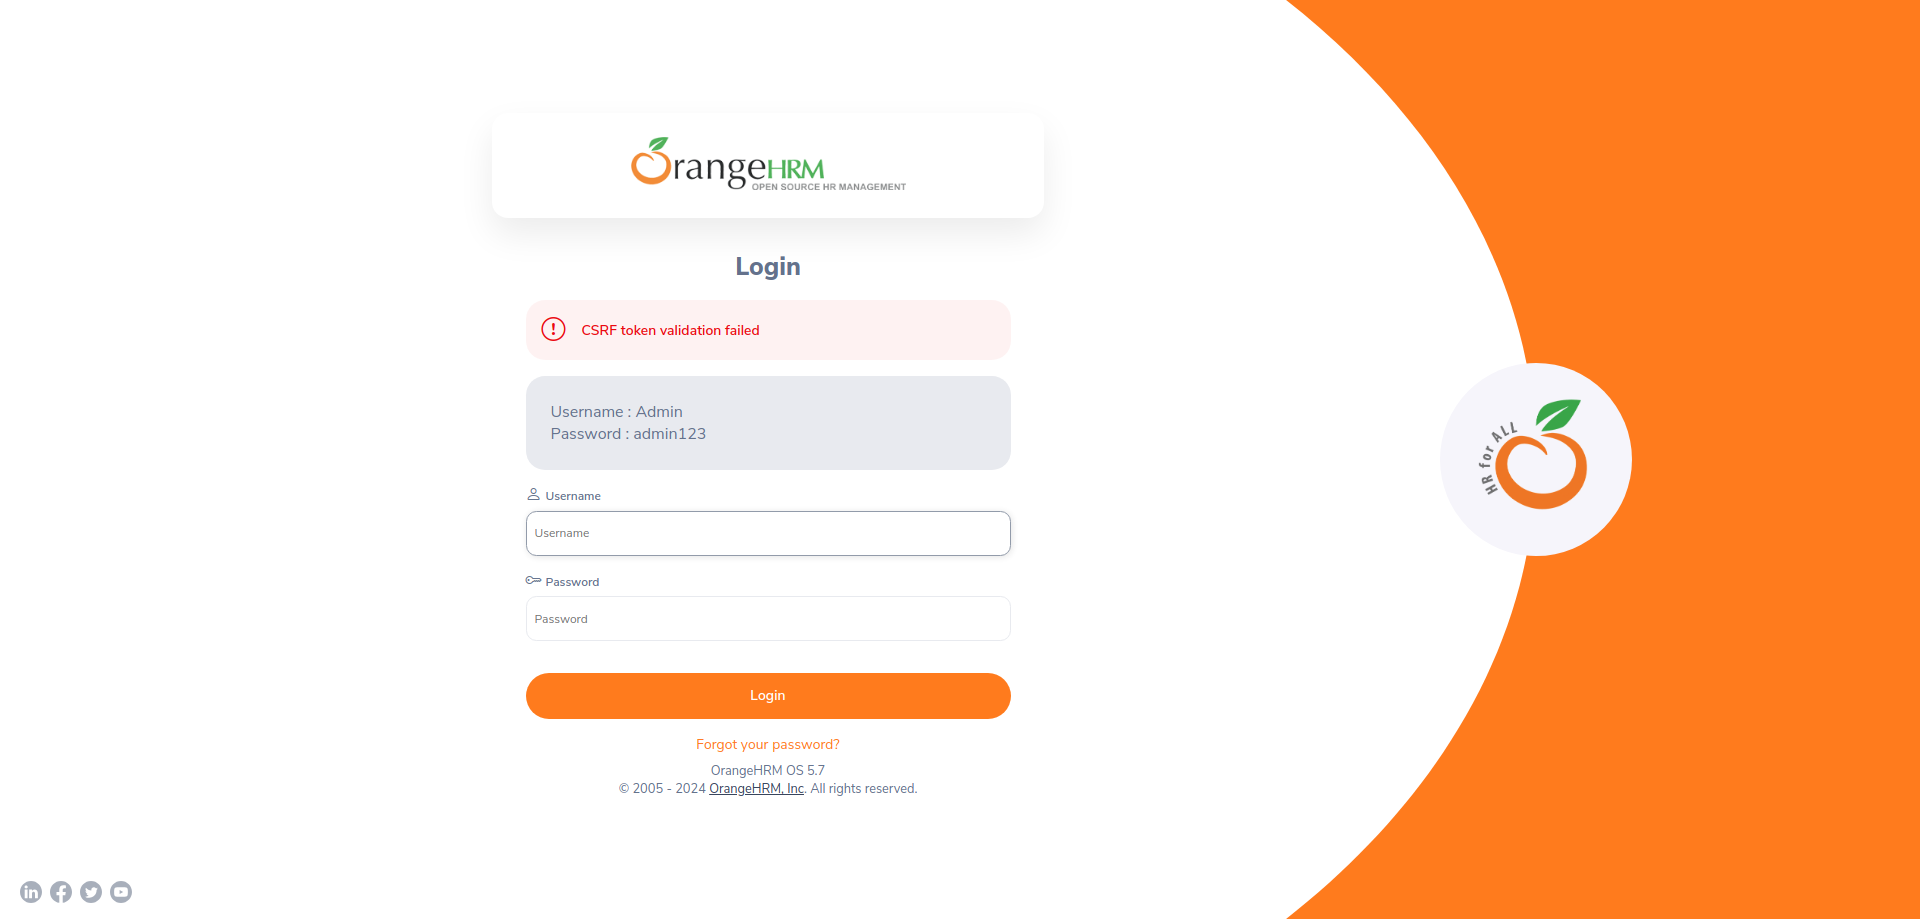 OrangeHRM
OPEN SOURCE HR MANAGEMENT
Login
CSRF token validation failed
Username : Admin
Password : admin123
Username
Username
Password
Password
Login
Forgot your password?
OrangeHRM OS 5.7
© 2005 - 2024 OrangeHRM, Inc. All rights reserved.
HR for ALL